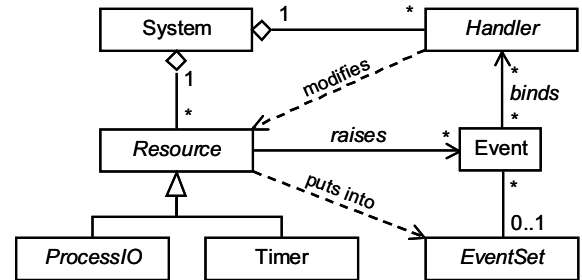 System
1
*
Handler
1
modifies
*
binds
*
*
Resource
raises
*
Event
puts into
*
0..1
ProcessIO
Timer
EventSet